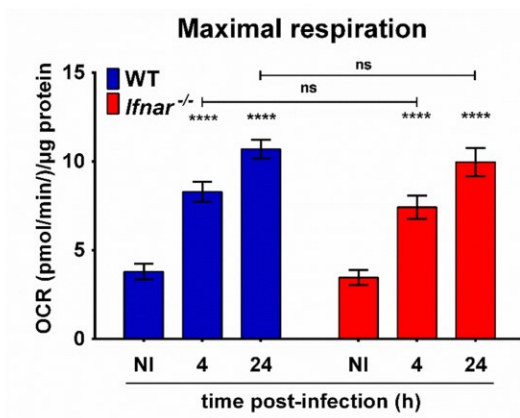 Maximal respiration
OCR (pmol/min/)/µg protein
15
10
5
0
WT
Ifnar -/-
ns
ns
**** **** **** ****
NI 4 24 NI 4 24
time post-infection (h)